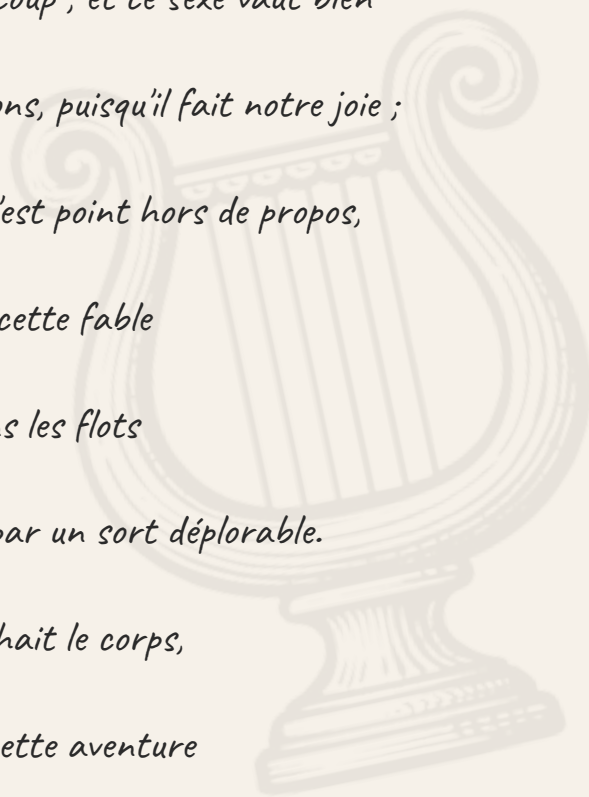 coup , et ce sexe vaut bien
ons, puisqu'il fait notre joie ;
'est point hors de propos,
cette fable
s les flots
par un sort déplorable.
hait le corps,
ette aventure